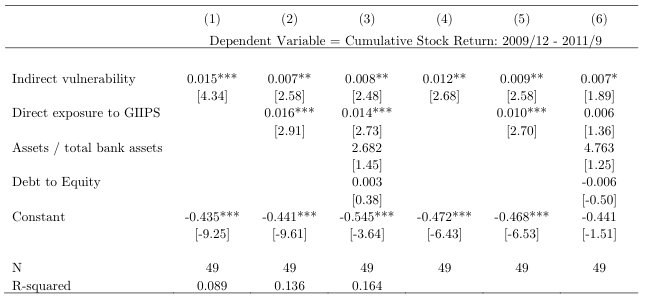 (1) (2) (3) (4) (5) (6)
Dependent Variable = Cumulative Stock Return: 2009/12 - 2011/9
Indirect vulnerability 0.015*** 0.007** 0.008** 0.012** 0.009** 0.007*
[4.34] [2.58] [2.48] [2.68] [2.58] [1.89]
Direct exposure to GIIPS 0.016*** 0.014*** 0.010*** 0.006
[2.91] [2.73] [2.70] [1.36]
Assets / total bank assets 2.682 4.763
[1.45] [1.25]
Debt to Equity 0.003 -0.006
[0.38] [-0.50]
Constant -0.435*** -0.441*** -0.545*** -0.472*** -0.468*** -0.441
[-9.25] [-9.61] [-3.64] [-6.43] [-6.53] [-1.51]
N 49 49 49 49 49 49
R-squared 0.089 0.136 0.164